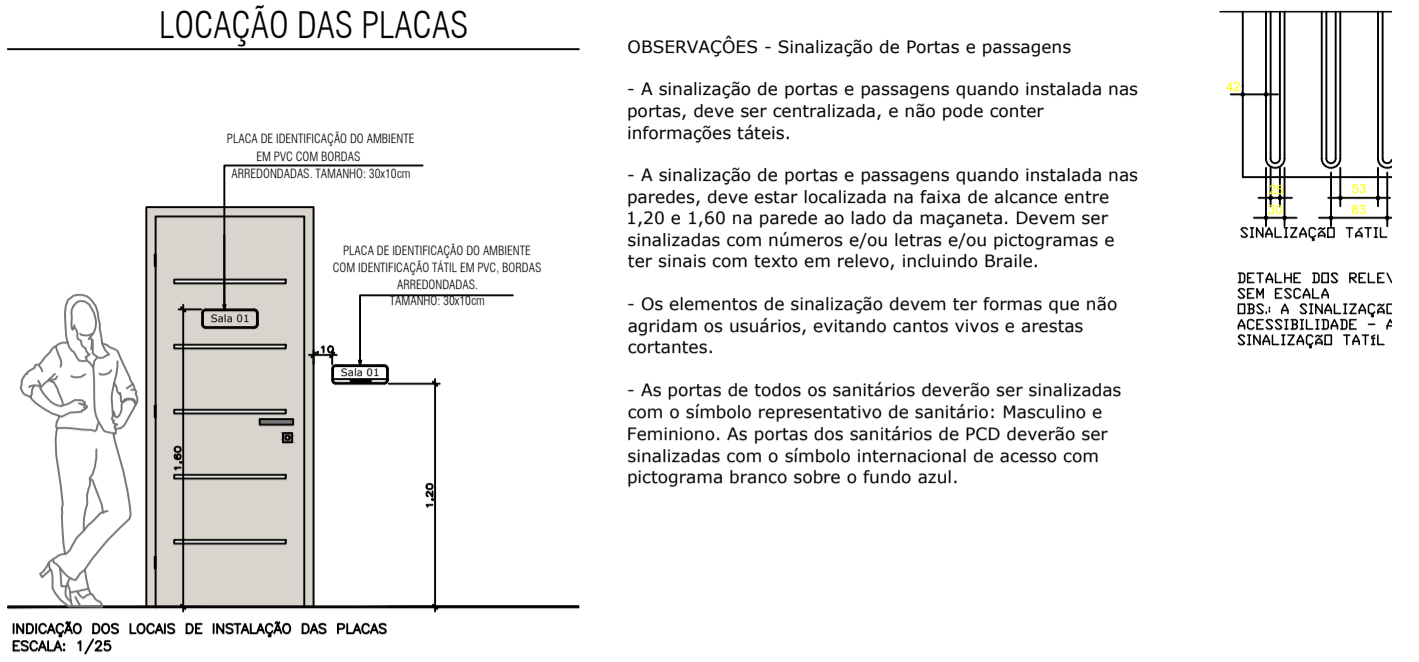 LOCAÇÃO DAS PLACAS
PLACA DE IDENTIFICAÇÃO DO AMBIENTE
EM PVC COM BORDAS
ARREDONDADAS. TAMANHO: 30x10cm
PLACA DE IDENTIFICAÇÃO DO AMBIENTE
COM IDENTIFICAÇÃO TÁTIL EM PVC, BORDAS
ARREDONDADAS.
TAMANHO: 30x10cm
Sala 01
,10
Sala 01
1,60
1,20
INDICAÇÃO DOS LOCAIS DE INSTALAÇÃO DAS PLACAS
ESCALA: 1/25
OBSERVAÇÔES - Sinalização de Portas e passagens
- A sinalização de portas e passagens quando instalada nas
portas, deve ser centralizada, e não pode conter
informações táteis.
- A sinalização de portas e passagens quando instalada nas
paredes, deve estar localizada na faixa de alcance entre
1,20 e 1,60 na parede ao lado da maçaneta. Devem ser
sinalizadas com números e/ou letras e/ou pictogramas e
ter sinais com texto em relevo, incluindo Braile.
- Os elementos de sinalização devem ter formas que não
agridam os usuários, evitando cantos vivos e arestas
cortantes.
- As portas de todos os sanitários deverão ser sinalizadas
com o símbolo representativo de sanitário: Masculino e
Feminiono. As portas dos sanitários de PCD deverão ser
sinalizadas com o símbolo internacional de acesso com
pictograma branco sobre o fundo azul.
42
53
83
SINALIZAÇÃO TÁTIL
DETALHE DOS RELEV
SEM ESCALA
OBS.: A SINALIZAÇÃO
ACESSIBILIDADE - A
SINALIZAÇÃO TATÍL